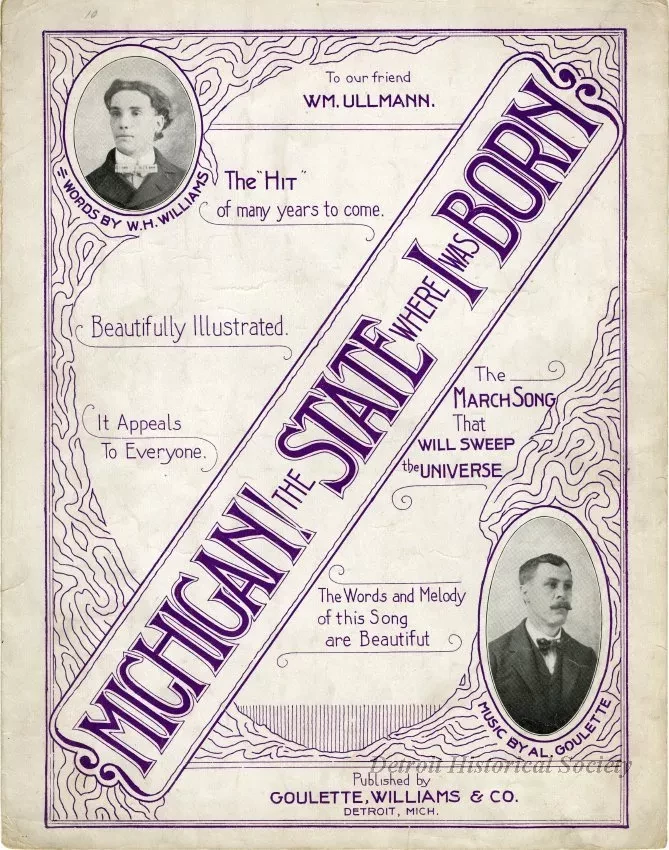 10
To our friend
WM. ULLMANN.
WORDS BY W.H. WILLIAMS
The "HIT"
of many years to come.
MICHIGAN! THE STATE WHERE I WAS BORN
Beautifully Illustrated.
It Appeals
To Everyone.
The
MARCH SONG
That
WILL SWEEP
the UNIVERSE
The Words and Melody
of this Song
are Beautifut
MUSIC BY AL. GOULETTE
Detroit Historical Society
Published by
GOULETTE, WILLIAMS & CO.
DETROIT, MICH.